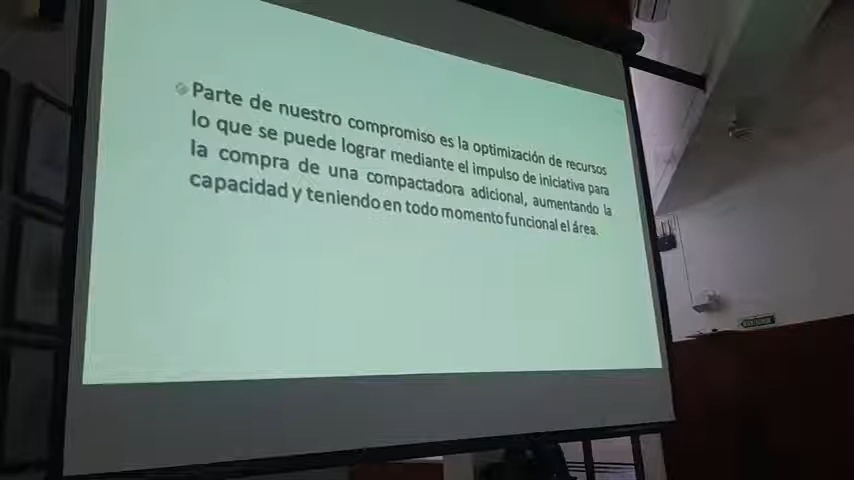 Parte de nuestro compromiso es la optimización de recursos
lo que se puede lograr mediante el impulso de iniciativa para
la compra de una compactadora adicional, aumentando la
capacidad y teniendo en todo momento funcional el área.